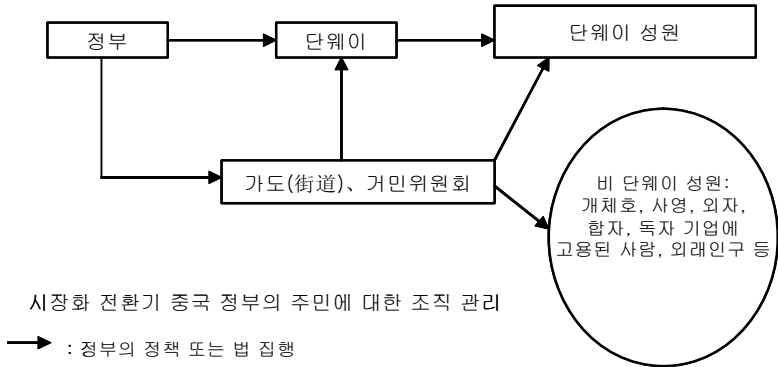 정부
단웨이
단웨이 성원
가도(街道)、거민위원회
비 단웨이 성원:
개체호, 사영, 외자,
합자, 독자 기업에
고용된 사람, 외래인구 등
시장화 전환기 중국 정부의 주민에 대한 조직 관리
: 정부의 정책 또는 법 집행